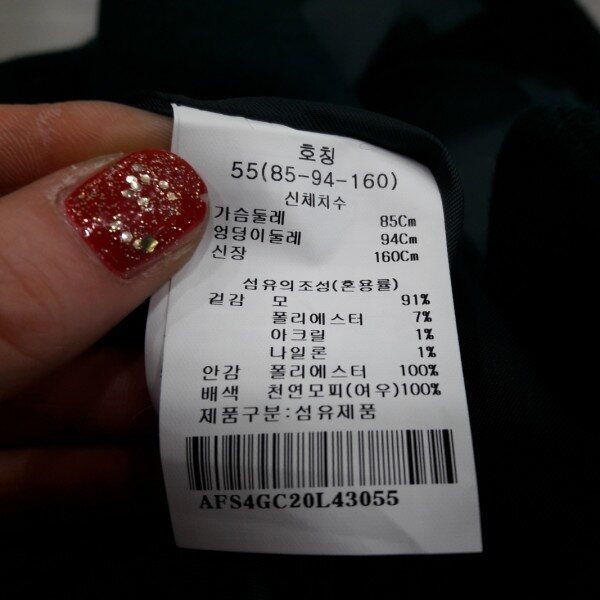 호칭
55(85-94-160)
신체치수
가슴둘레 85Cm
엉덩이둘레 94Cm
신장 160Cm
섬유의조성(혼용률)
겉감 모 91%
폴리에스터 7%
아크릴 1%
나일론 1%
안감 폴리에스터 100%
배색 천연모피(여우)100%
제품구분:섬유제품
AFS4GC20L43055